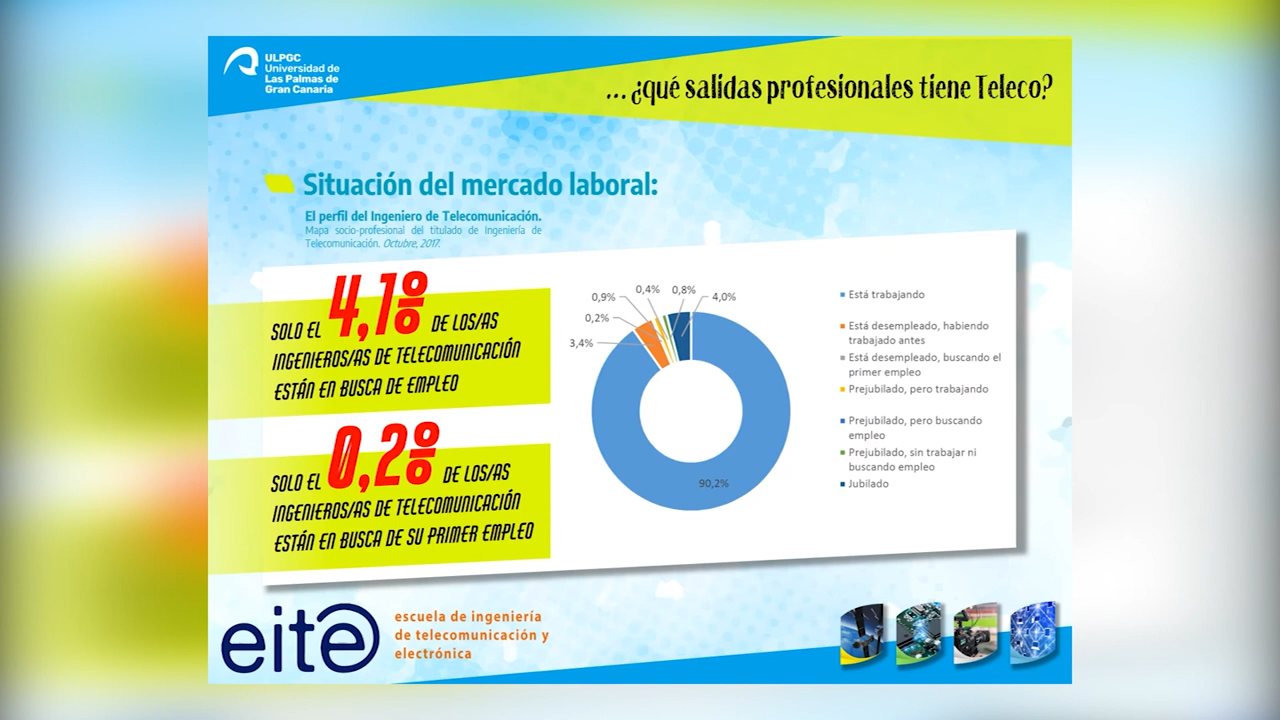 ULPGC
Universidad de
Las Palmas de
Gran Canaria
... ¿qué salidas profesionales tiene Teleco?
Situación del mercado laboral:
El perfil del Ingeniero de Telecomunicación.
Mapa socio-profesional del titulado de Ingeniería de
Telecomunicación. Octubre, 2017.
SOLO EL 4,1% DE LOS/AS
INGENIEROS/AS DE TELECOMUNICACIÓN
ESTÁN EN BUSCA DE EMPLEO
SOLO EL 0,2% DE LOS/AS
INGENIEROS/AS DE TELECOMUNICACIÓN
ESTÁN EN BUSCA DE SU PRIMER EMPLEO
3,4%
0,2%
0,9%
0,4%
0,8%
4,0%
90,2%
Está trabajando
Está desempleado, habiendo
trabajado antes
Está desempleado, buscando el
primer empleo
Prejubilado, pero trabajando
Prejubilado, pero buscando
empleo
Prejubilado, sin trabajar ni
buscando empleo
Jubilado
eite
escuela de ingeniería
de telecomunicación y
electrónica